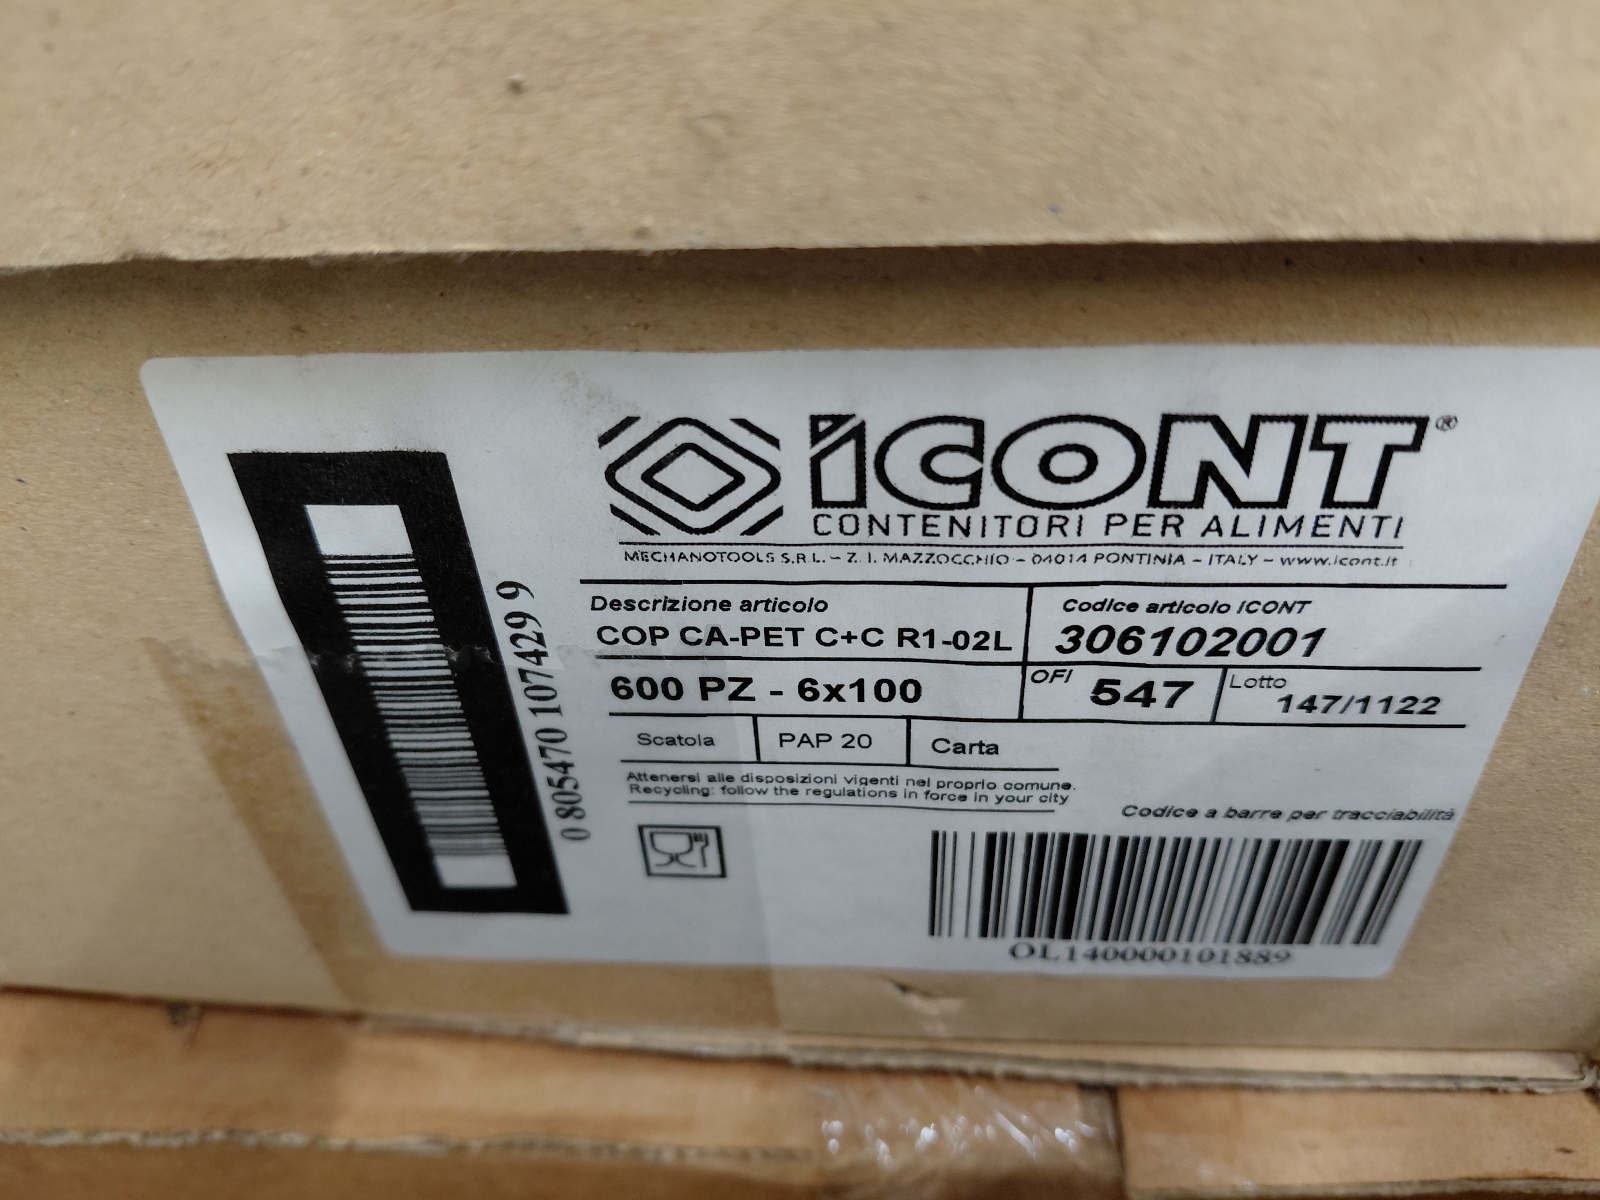 iCONT®
CONTENITORI PER ALIMENTI
MECHANOTOOLS S.R.L. – Z. I. MAZZOCCHIO – 04014 PONTINIA – ITALY – www.icont.it
Descrizione articolo
COP CA-PET C+C R1-02L
Codice articolo ICONT
306102001
600 PZ - 6x100
OFI 547
Lotto 147/1122
Scatola PAP 20 Carta
Attenersi alle disposizioni vigenti nel proprio comune.
Recycling: follow the regulations in force in your city
Codice a barre per tracciabilità
OL140000101889
0 805470 107429 9